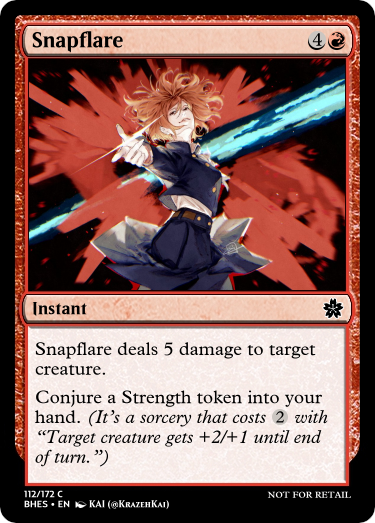 Snapflare 4
Instant
Snapflare deals 5 damage to target
creature.
Conjure a Strength token into your
hand. (It's a sorcery that costs 2 with
“Target creature gets +2/+1 until end
of turn.”)
112/172 C NOT FOR RETAIL
BHES • EN KAI (@KRAZEHKAI)